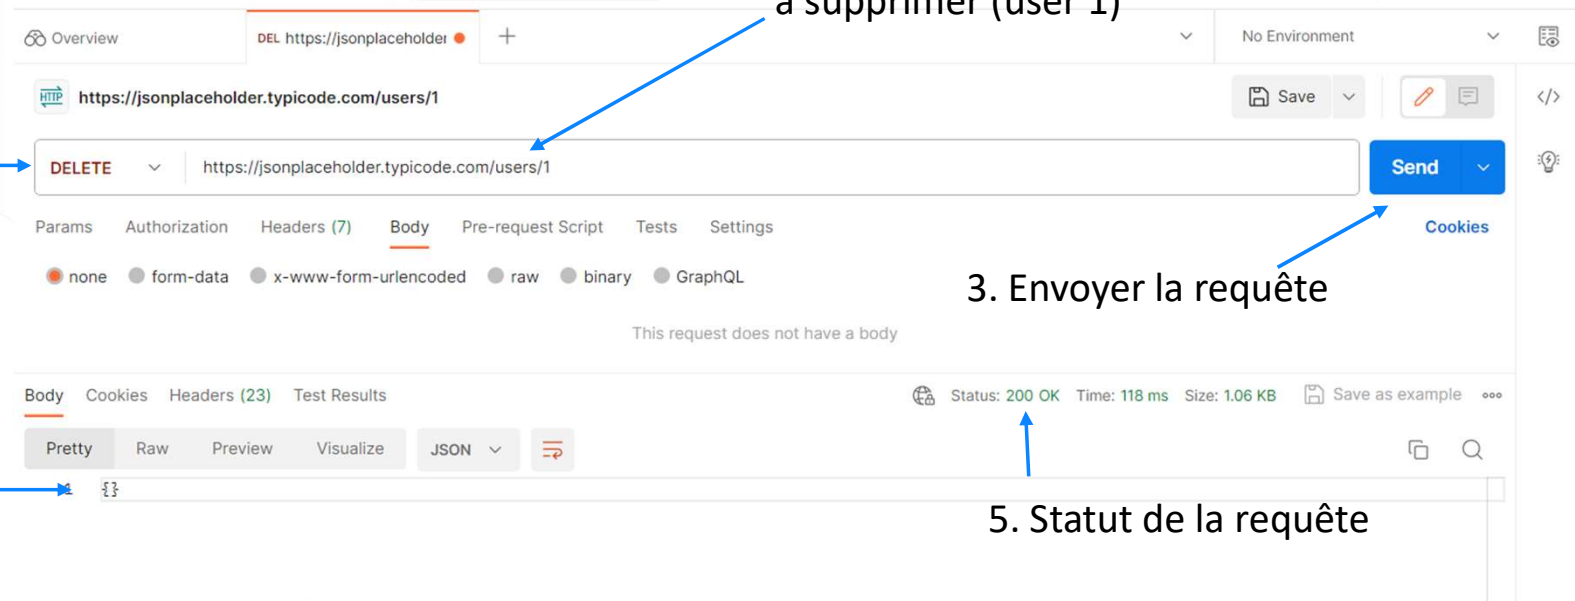 à supprimer (user 1)
Overview DEL https://jsonplaceholder + No Environment
HTTP https://jsonplaceholder.typicode.com/users/1 Save </>
DELETE https://jsonplaceholder.typicode.com/users/1 Send
Params Authorization Headers (7) Body Pre-request Script Tests Settings Cookies
none form-data x-www-form-urlencoded raw binary GraphQL
3. Envoyer la requête
This request does not have a body
Body Cookies Headers (23) Test Results Status: 200 OK Time: 118 ms Size: 1.06 KB Save as example
Pretty Raw Preview Visualize JSON
1 {}
5. Statut de la requête